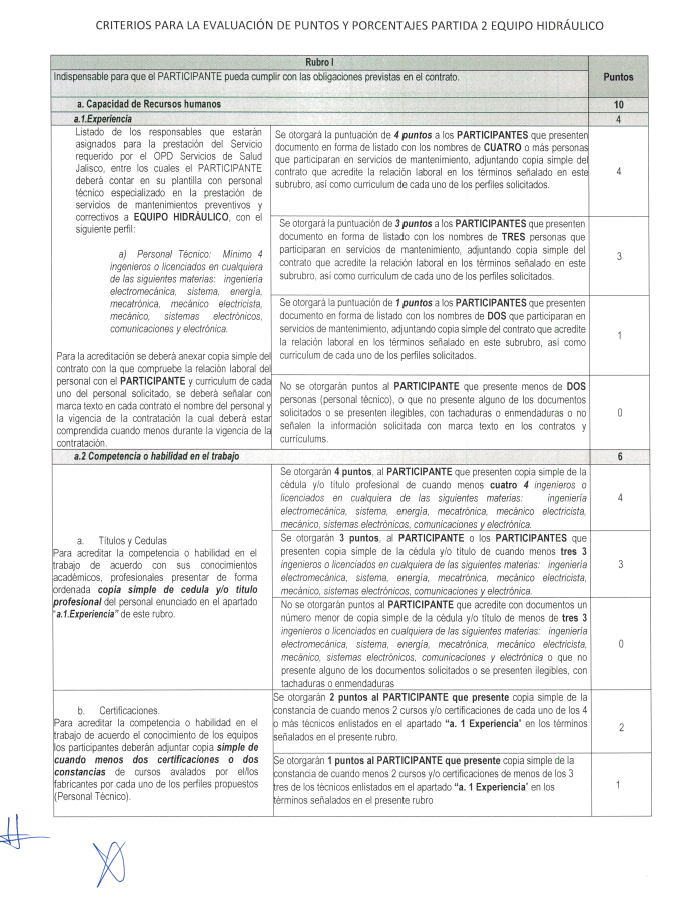 CRITERIOS PARA LA EVALUACIÓN DE PUNTOS Y PORCENTAJES PARTIDA 2 EQUIPO HIDRÁULICO
Rubro I
Indispensable para que el PARTICIPANTE pueda cumplir con las obligaciones previstas en el contrato.
Puntos
a. Capacidad de Recursos humanos
10
a.1.Experiencia
4
Listado de los responsables que estarán
asignados para la prestación del Servicio
requerido por el OPD Servicios de Salud
Jalisco, entre los cuales el PARTICIPANTE
deberá contar en su plantilla con personal
técnico especializado en la prestación de
servicios de mantenimientos preventivos y
correctivos a EQUIPO HIDRÁULICO, con el
siguiente perfil:
a) Personal Técnico: Mínimo 4
ingenieros o licenciados en cualquiera
de las siguientes materias: ingeniería
electromecánica, sistema, energía,
mecatrónica, mecánico electricista,
mecánico, sistemas electrónicos,
comunicaciones y electrónica.
Para la acreditación se deberá anexar copia simple del
contrato con la que compruebe la relación laboral del
personal con el PARTICIPANTE y curriculum de cada
uno del personal solicitado, se deberá señalar con
marca texto en cada contrato el nombre del personal y
la vigencia de la contratación la cual deberá estar
comprendida cuando menos durante la vigencia de la
contratación.
Se otorgará la puntuación de 4 puntos a los PARTICIPANTES que presenten
documento en forma de listado con los nombres de CUATRO o más personas
que participaran en servicios de mantenimiento, adjuntando copia simple del
contrato que acredite la relación laboral en los términos señalado en este
subrubro, así como curriculum de cada uno de los perfiles solicitados.
4
Se otorgará la puntuación de 3 puntos a los PARTICIPANTES que presenten
documento en forma de listado con los nombres de TRES personas que
participaran en servicios de mantenimiento, adjuntando copia simple del
contrato que acredite la relación laboral en los términos señalado en este
subrubro, así como curriculum de cada uno de los perfiles solicitados.
3
Se otorgará la puntuación de 1 puntos a los PARTICIPANTES que presenten
documento en forma de listado con los nombres de DOS que participaran en
servicios de mantenimiento, adjuntando copia simple del contrato que acredite
la relación laboral en los términos señalado en este subrubro, así como
curriculum de cada uno de los perfiles solicitados.
1
No se otorgarán puntos al PARTICIPANTE que presente menos de DOS
personas (personal técnico), o que no presente alguno de los documentos
solicitados o se presenten ilegibles, con tachaduras o enmendaduras o no
señalen la información solicitada con marca texto en los contratos y
currículums.
0
a.2 Competencia o habilidad en el trabajo
6
a. Títulos y Cedulas
Para acreditar la competencia o habilidad en el
trabajo de acuerdo con sus conocimientos
académicos, profesionales presentar de forma
ordenada copia simple de cedula y/o titulo
profesional del personal enunciado en el apartado
"a.1.Experiencia" de este rubro.
Se otorgarán 4 puntos, al PARTICIPANTE que presenten copia simple de la
cédula y/o título profesional de cuando menos cuatro 4 ingenieros o
licenciados en cualquiera de las siguientes materias: ingeniería
electromecánica, sistema, energía, mecatrónica, mecánico electricista,
mecánico, sistemas electrónicos, comunicaciones y electrónica.
4
Se otorgarán 3 puntos, al PARTICIPANTE o los PARTICIPANTES que
presenten copia simple de la cédula y/o título de cuando menos tres 3
ingenieros o licenciados en cualquiera de las siguientes materias: ingeniería
electromecánica, sistema, energía, mecatrónica, mecánico electricista,
mecánico, sistemas electrónicos, comunicaciones y electrónica.
3
No se otorgarán puntos al PARTICIPANTE que acredite con documentos un
número menor de copia simple de la cédula y/o título de menos de tres 3
ingenieros o licenciados en cualquiera de las siguientes materias: ingeniería
electromecánica, sistema, energía, mecatrónica, mecánico electricista,
mecánico, sistemas electrónicos, comunicaciones y electrónica o que no
presente alguno de los documentos solicitados o se presenten ilegibles, con
tachaduras o enmendaduras
0
b. Certificaciones.
Para acreditar la competencia o habilidad en el
trabajo de acuerdo el conocimiento de los equipos
los participantes deberán adjuntar copia simple de
cuando menos dos certificaciones o dos
constancias de cursos avalados por el/los
fabricantes por cada uno de los perfiles propuestos
(Personal Técnico).
Se otorgarán 2 puntos al PARTICIPANTE que presente copia simple de la
constancia de cuando menos 2 cursos y/o certificaciones de cada uno de los 4
o más técnicos enlistados en el apartado "a. 1 Experiencia" en los términos
señalados en el presente rubro.
2
Se otorgarán 1 puntos al PARTICIPANTE que presente copia simple de la
constancia de cuando menos 2 cursos y/o certificaciones de menos de los 3
tres de los técnicos enlistados en el apartado "a. 1 Experiencia" en los
términos señalados en el presente rubro
1